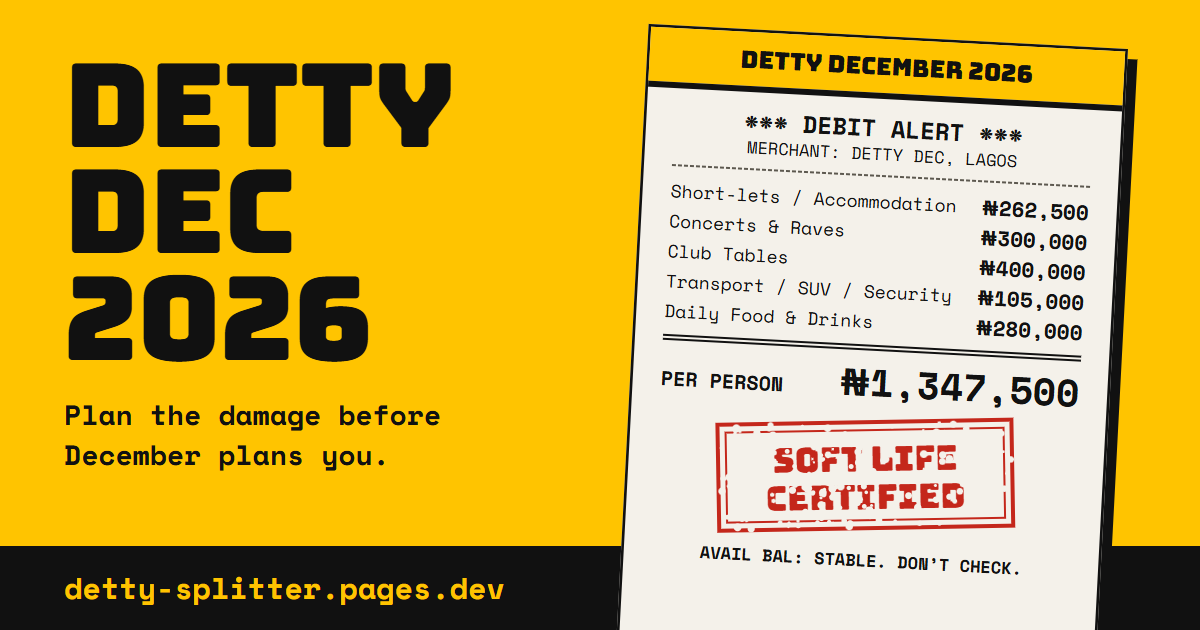 DETTY
DEC
2026
Plan the damage before
December plans you.
detty-splitter.pages.dev
DETTY DECEMBER 2026
*** DEBIT ALERT ***
MERCHANT: DETTY DEC, LAGOS
Short-lets / Accommodation ₦262,500
Concerts & Raves ₦300,000
Club Tables ₦400,000
Transport / SUV / Security ₦105,000
Daily Food & Drinks ₦280,000
PER PERSON ₦1,347,500
SOFT LIFE
CERTIFIED
AVAIL BAL: STABLE. DON'T CHECK.